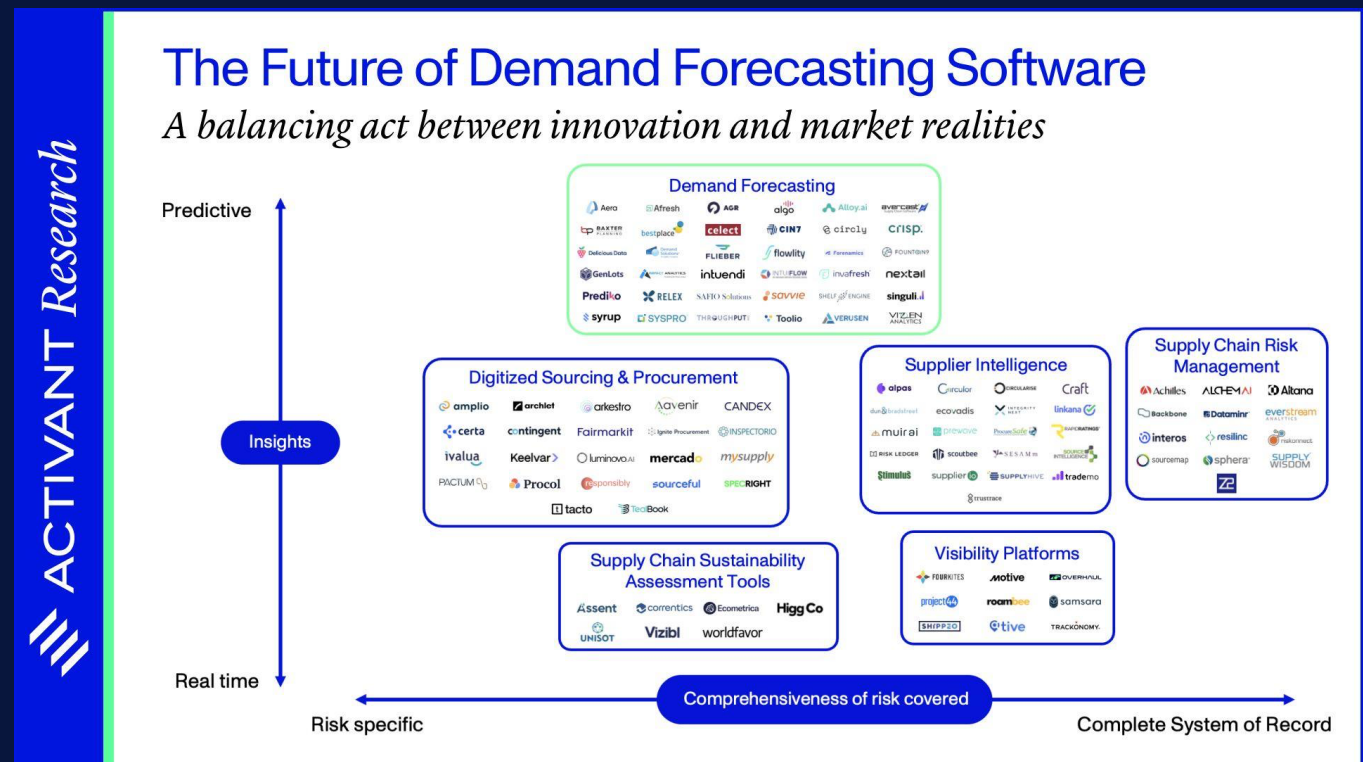 The Future of Demand Forecasting Software
A balancing act between innovation and market realities
ACTIVANT Research
Predictive
Insights
Real time
Demand Forecasting
Aera Afresh AGR algo Alloy.ai avercast
BAXTER PLANNING bestplace celect CIN7 circly crisp.
Delicious Data Demand Solutions FLIEBER flowlity Forenamics FOUNTAIN9
GenLots ANALYTICS intuendi INTUIFLOW invafresh nextail
Prediko RELEX SAFIO Solutions savvie SHELF ENGINE singuli.
syrup SYSPRO THROUGHPUT Toolio VERUSEN VIZEN ANALYTICS
Digitized Sourcing & Procurement
amplio archlet arkestro Aavenir CANDEX
certa contingent Fairmarkit Ignite Procurement INSPECTORIO
ivalua Keelvar luminova.AI mercado mysupply
PACTUM Procol responsibly sourceful SPECRIGHT
tacto TealBook
Supplier Intelligence
alpas Circulor CIRCULARISE Craft
dun & bradstreet ecovadis INTEGRITY NEXT linkana
muirai prewave ProcessSafe RAPIDRATINGS
RISK LEDGER scoutbee SESAMm SOURCE INTELLIGENCE
Stimulus supplier.io SUPPLYHIVE trademo
trustrace
Supply Chain Risk
Management
Achilles ALCHEMAI Altana
Backbone Dataminr everstream ANALYTICS
interos resilinc riskonnect
sourcemap sphera SUPPLY WISDOM
Supply Chain Sustainability
Assessment Tools
Assent correntics Ecometrica Higg Co
UNISOT Vizibl worldfavor
Visibility Platforms
FOURKITES motive OVERHAUL
project44 roambee samsara
SHIPP20 tive TRACKONOMY
Comprehensiveness of risk covered
Risk specific
Complete System of Record